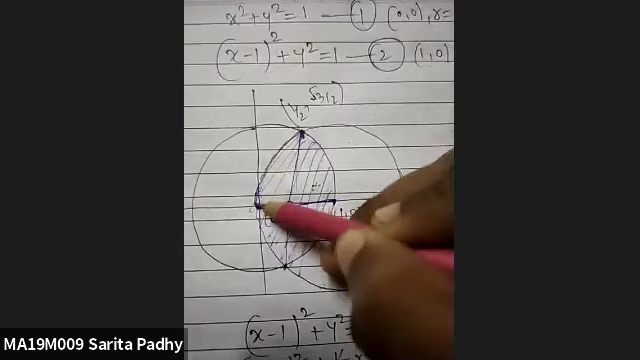 x²+y²=1 — ① (0,0), r=
(x-1)²+y²=1 — ② (1,0)
(1/2, √3/2)
(x-1)²+y²=
MA19M009 Sarita Padhy